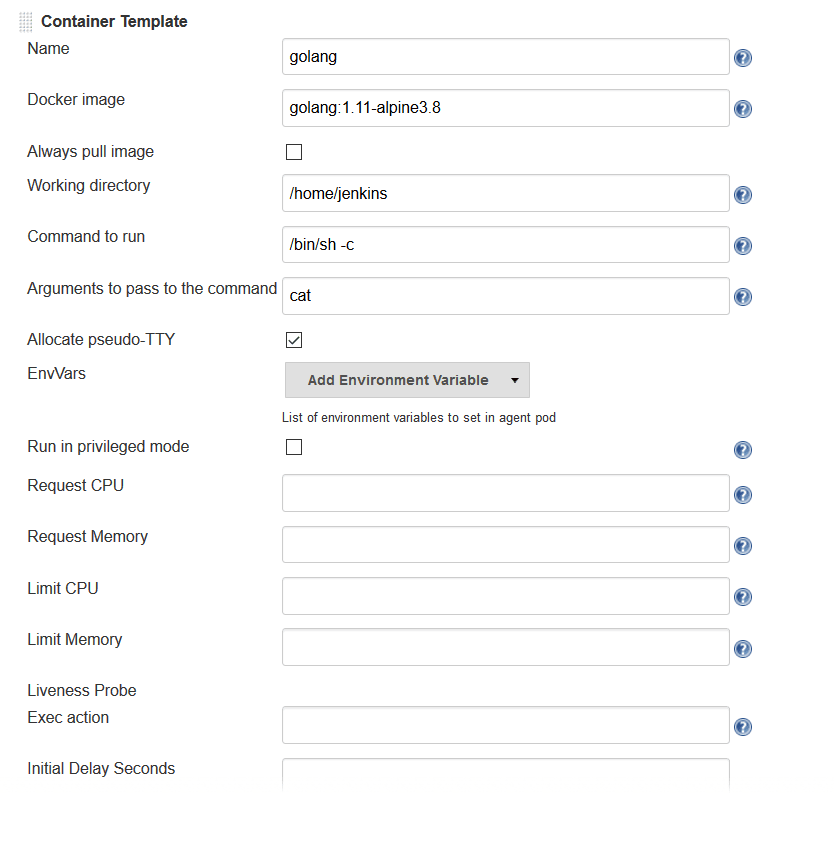 Container Template
Name
golang
Docker image
golang:1.11-alpine3.8
Always pull image
Working directory
/home/jenkins
Command to run
/bin/sh -c
Arguments to pass to the command
cat
Allocate pseudo-TTY
EnvVars
Add Environment Variable
List of environment variables to set in agent pod
Run in privileged mode
Request CPU
Request Memory
Limit CPU
Limit Memory
Liveness Probe
Exec action
Initial Delay Seconds